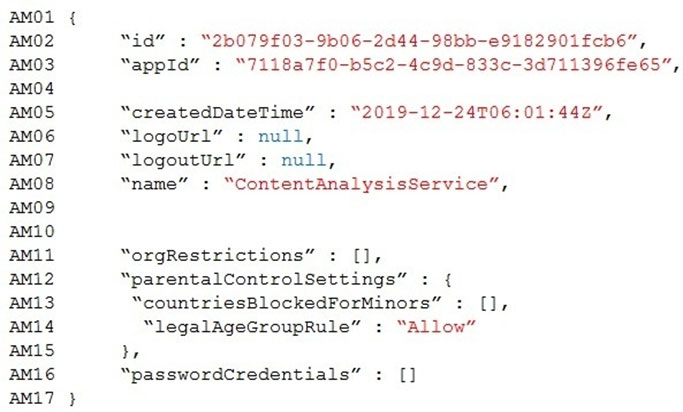 AM01 {
AM02 “id” : “2b079f03-9b06-2d44-98bb-e9182901fcb6”,
AM03 “appId” : “7118a7f0-b5c2-4c9d-833c-3d711396fe65”,
AM04
AM05 “createdDateTime” : “2019-12-24T06:01:44Z”,
AM06 “logoUrl” : null,
AM07 “logoutUrl” : null,
AM08 “name” : “ContentAnalysisService”,
AM09
AM10
AM11 “orgRestrictions” : [],
AM12 “parentalControlSettings” : {
AM13 “countriesBlockedForMinors” : [],
AM14 “legalAgeGroupRule” : “Allow”
AM15 },
AM16 “passwordCredentials” : []
AM17 }